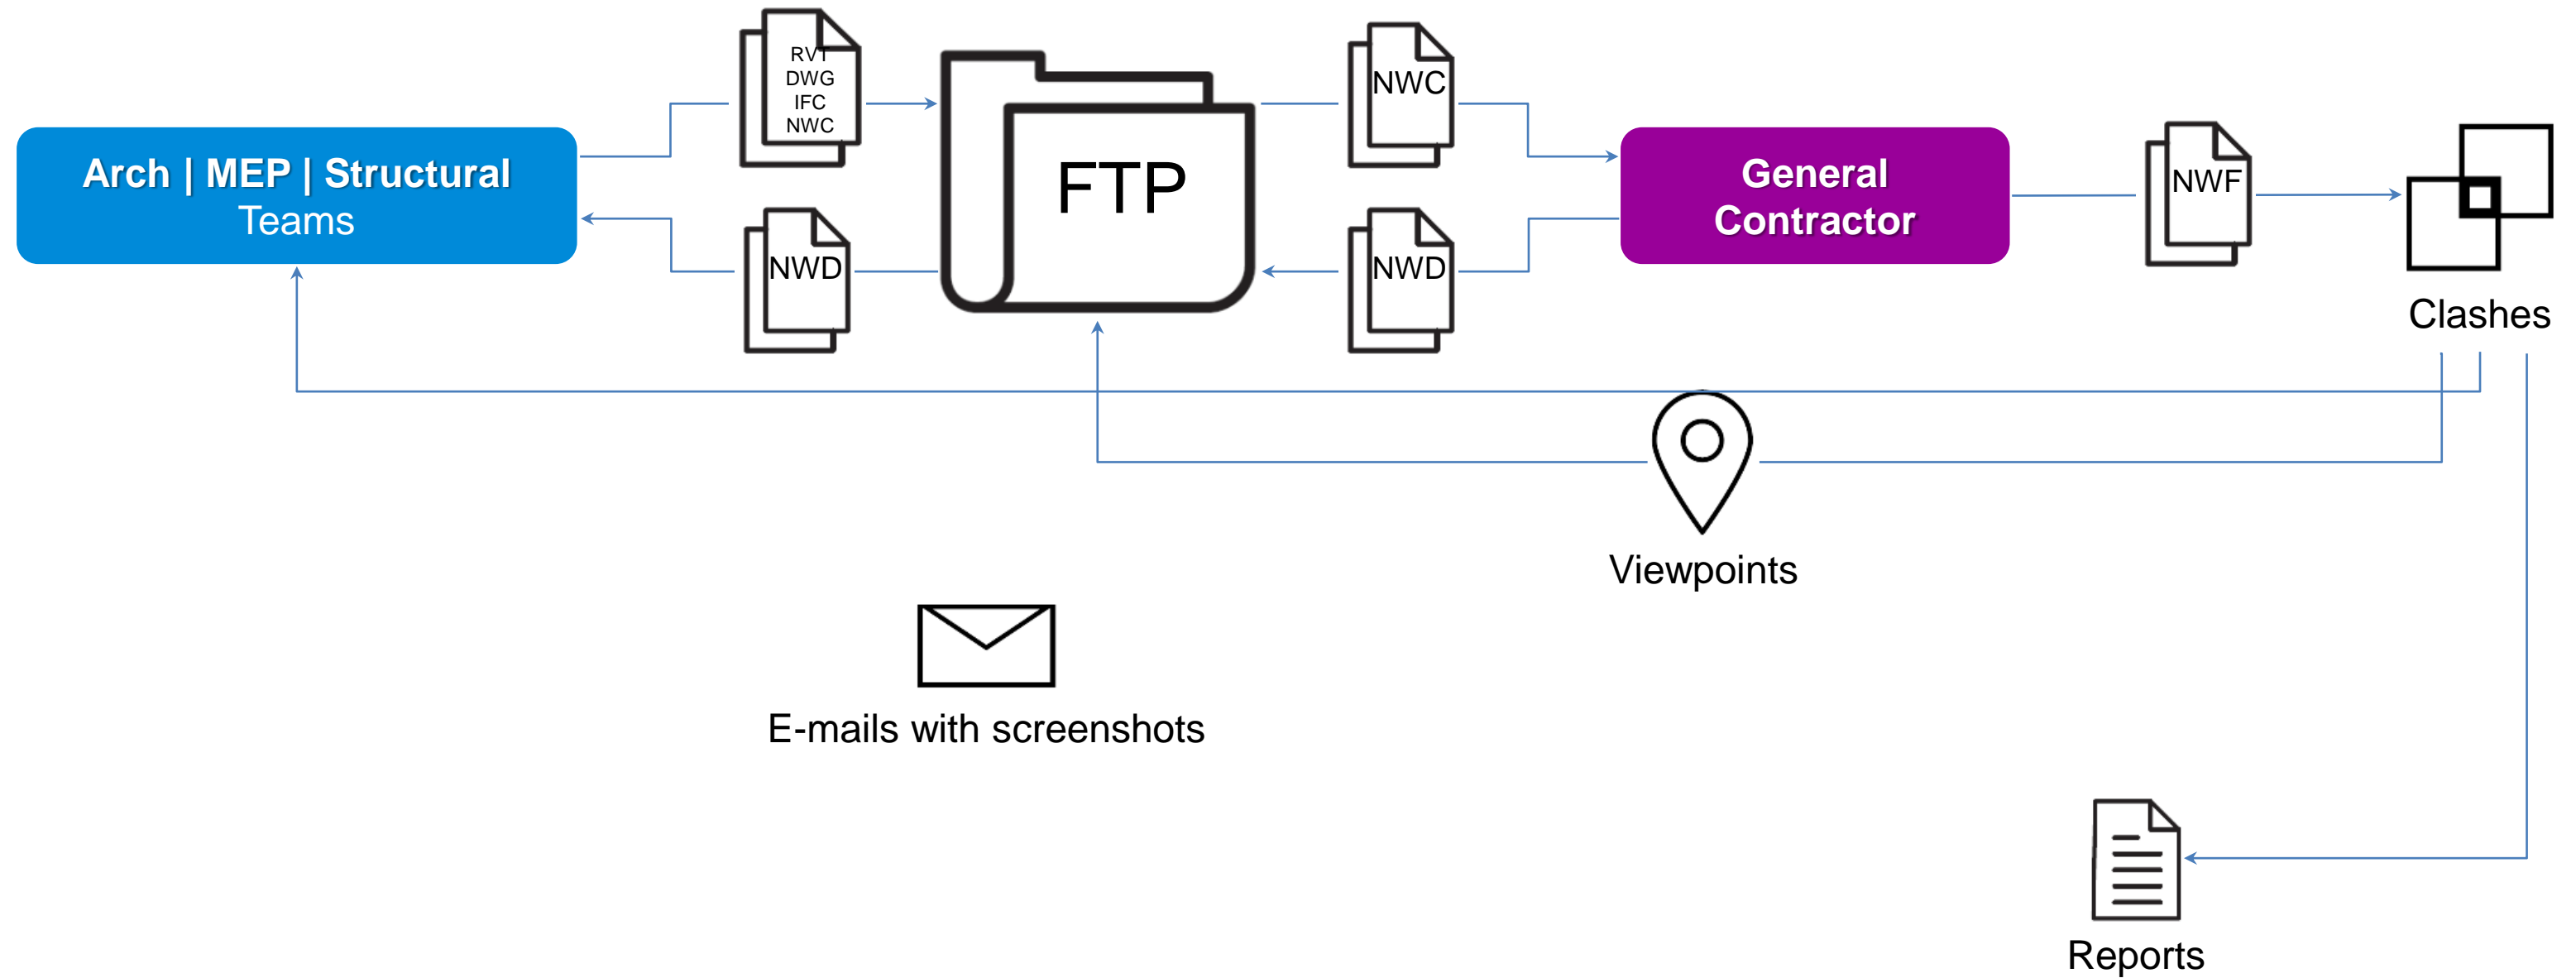 RVT
DWG
IFC
NWC
FTP
NWC
Arch | MEP | Structural
Teams
General
Contractor
NWF
NWD
NWD
Clashes
Viewpoints
E-mails with screenshots
Reports